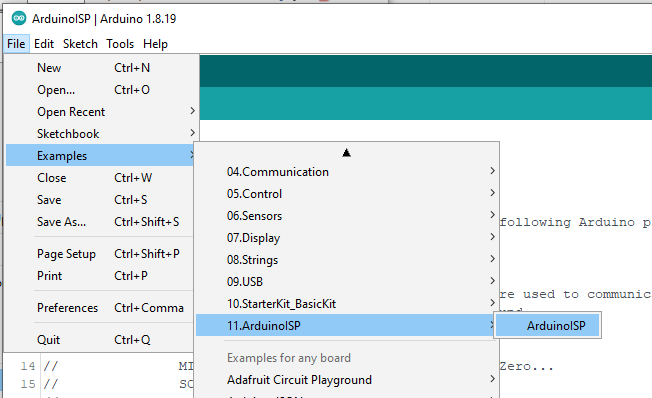 ArduinoISP | Arduino 1.8.19
File Edit Sketch Tools Help
New Ctrl+N
Open... Ctrl+O
Open Recent
Sketchbook
Examples
Close Ctrl+W
Save Ctrl+S
Save As... Ctrl+Shift+S
Page Setup Ctrl+Shift+P
Print Ctrl+P
Preferences Ctrl+Comma
Quit Ctrl+Q
04.Communication
05.Control
06.Sensors
07.Display
08.Strings
09.USB
10.StarterKit_BasicKit
11.ArduinoISP
ArduinoISP
Examples for any board
Adafruit Circuit Playground
following Arduino p
re used to communic
14 // MI Zero...
15 // SC